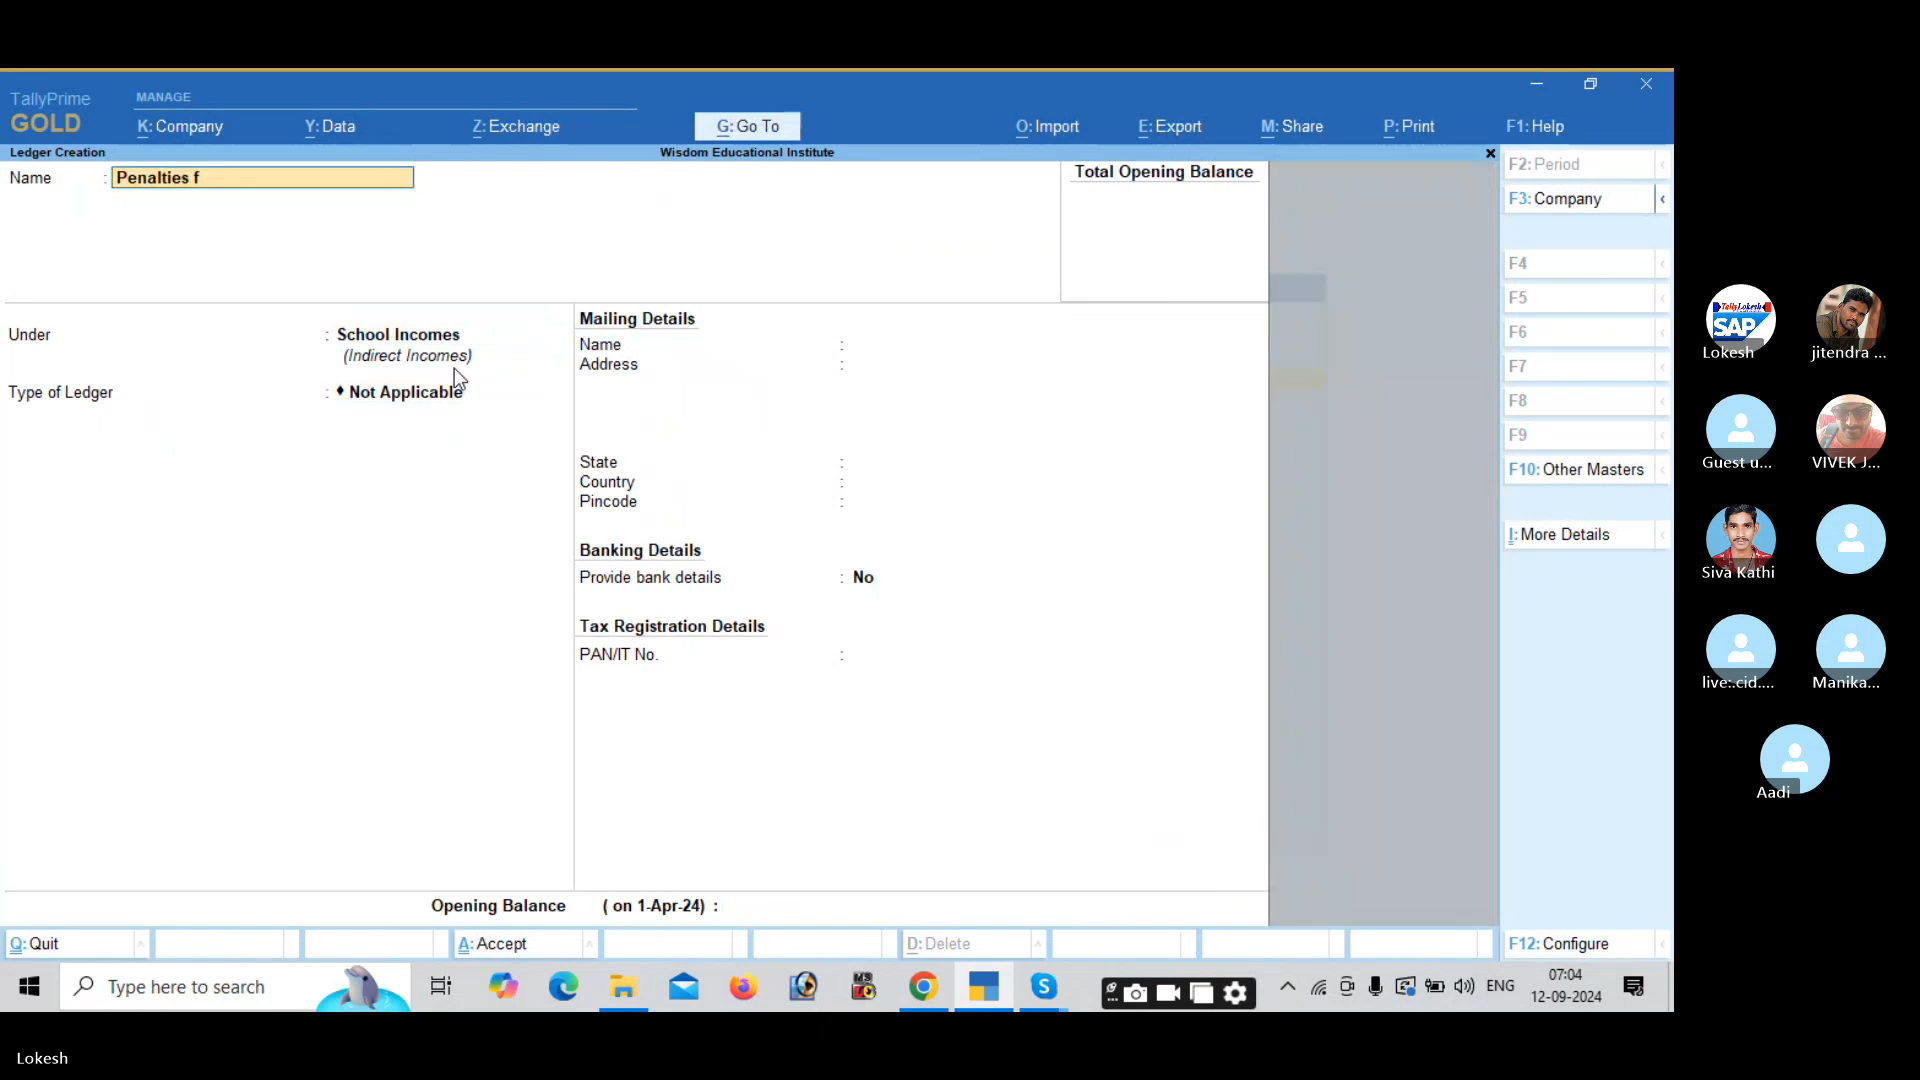 TallyPrime
GOLD
MANAGE
K: Company
Y: Data
Z: Exchange
G: Go To
O: Import
E: Export
M: Share
P: Print
F1: Help
Ledger Creation
Wisdom Educational Institute
Name : Penalties f
Total Opening Balance
Under : School Incomes
(Indirect Incomes)
Type of Ledger : ♦ Not Applicable
Mailing Details
Name :
Address :
State :
Country :
Pincode :
Banking Details
Provide bank details : No
Tax Registration Details
PAN/IT No. :
Opening Balance ( on 1-Apr-24) :
F2: Period
F3: Company
F4
F5
F6
F7
F8
F9
F10: Other Masters
I: More Details
F12: Configure
Q: Quit
A: Accept
D: Delete
Type here to search
ENG
07:04
12-09-2024
TallyLokesh
SAP
Lokesh
jitendra ...
Guest u...
VIVEK J...
Siva Kathi
live:.cid....
Manika...
Aadi
Lokesh